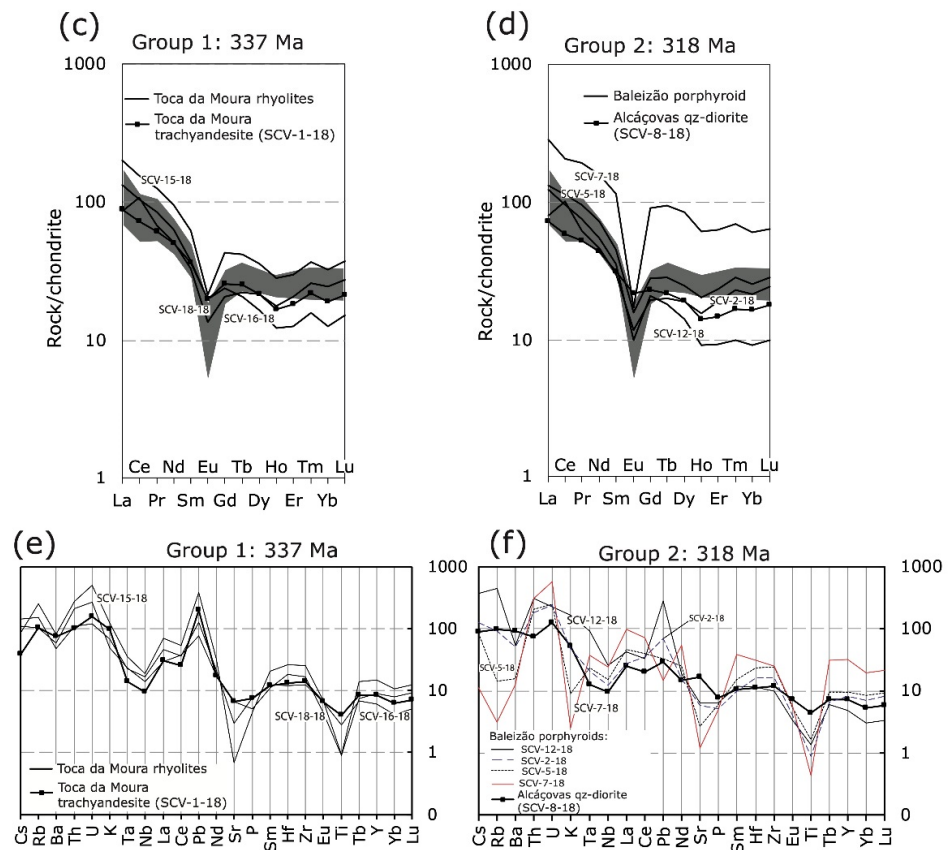 (c)
Group 1: 337 Ma
1000
100
10
1
Rock/chondrite
Toca da Moura rhyolites
Toca da Moura
trachyandesite (SCV-1-18)
SCV-15-18
SCV-18-18
SCV-16-18
Ce Nd Eu Tb Ho Tm Lu
La Pr Sm Gd Dy Er Yb
(d)
Group 2: 318 Ma
1000
100
10
1
Rock/chondrite
Baleizão porphyroid
Alcáçovas qz-diorite
(SCV-8-18)
SCV-7-18
SCV-5-18
SCV-2-18
SCV-12-18
Ce Nd Eu Tb Ho Tm Lu
La Pr Sm Gd Dy Er Yb
(e)
Group 1: 337 Ma
1000
100
10
1
0
SCV-15-18
SCV-18-18
SCV-16-18
Toca da Moura rhyolites
Toca da Moura
trachyandesite (SCV-1-18)
Cs Rb Ba Th U K Ta Nb La Ce Pb Nd Sr P Sm Hf Zr Eu Ti Tb Y Yb Lu
(f)
Group 2: 318 Ma
1000
100
10
1
0
SCV-12-18
SCV-2-18
SCV-5-18
SCV-7-18
Baleizão porphyroids:
SCV-12-18
SCV-2-18
SCV-5-18
SCV-7-18
Alcáçovas qz-diorite
(SCV-8-18)
Cs Rb Ba Th U K Ta Nb La Ce Pb Nd Sr P Sm Hf Zr Eu Ti Tb Y Yb Lu